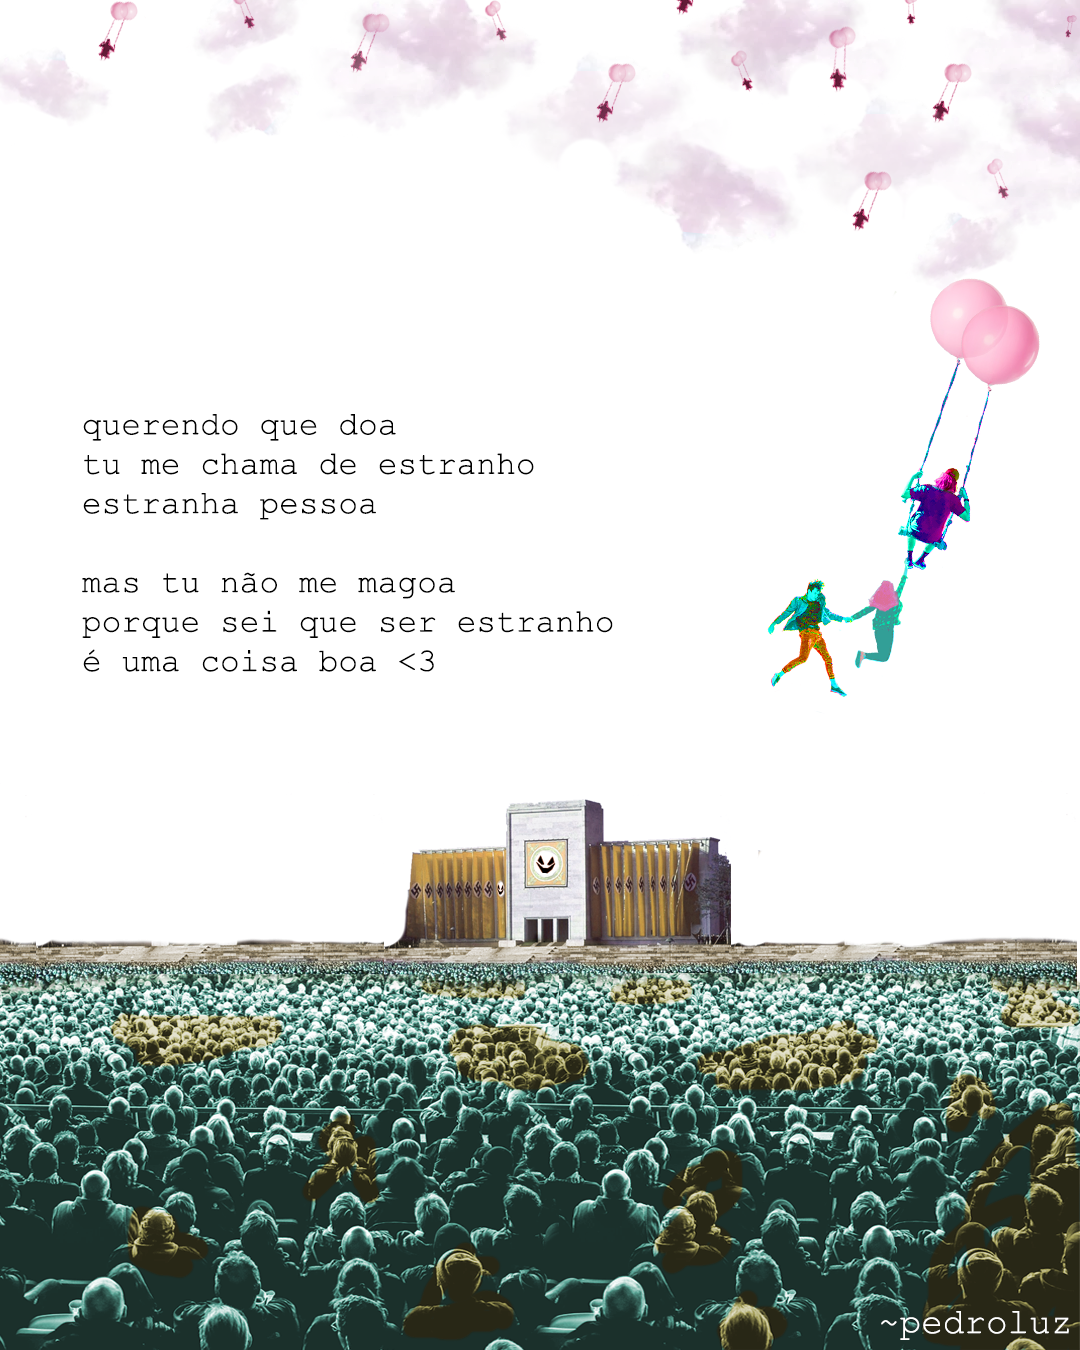 querendo que doa
tu me chama de estranho
estranha pessoa
mas tu não me magoa
porque sei que ser estranho
é uma coisa boa <3
~pedroluz